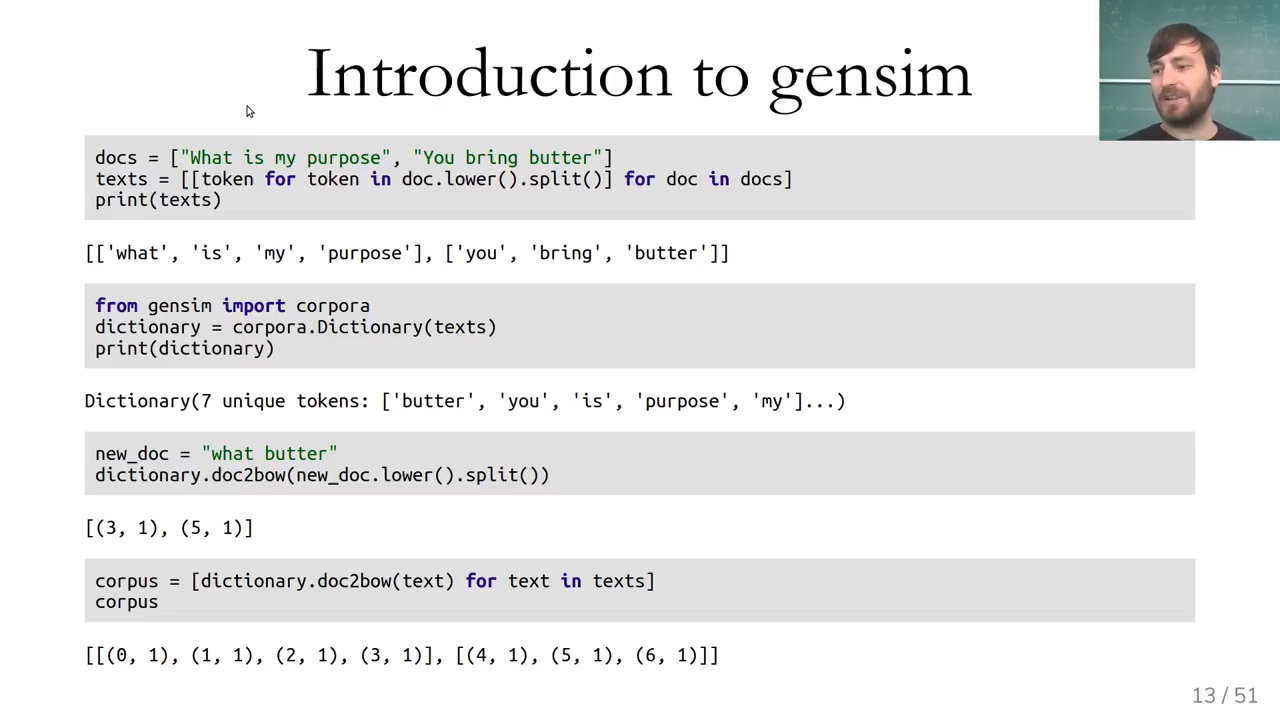 Introduction to gensim
docs = ["What is my purpose", "You bring butter"]
texts = [[token for token in doc.lower().split()] for doc in docs]
print(texts)
[['what', 'is', 'my', 'purpose'], ['you', 'bring', 'butter']]
from gensim import corpora
dictionary = corpora.Dictionary(texts)
print(dictionary)
Dictionary(7 unique tokens: ['butter', 'you', 'is', 'purpose', 'my']...)
new_doc = "what butter"
dictionary.doc2bow(new_doc.lower().split())
[(3, 1), (5, 1)]
corpus = [dictionary.doc2bow(text) for text in texts]
corpus
[[(0, 1), (1, 1), (2, 1), (3, 1)], [(4, 1), (5, 1), (6, 1)]]
13 / 51